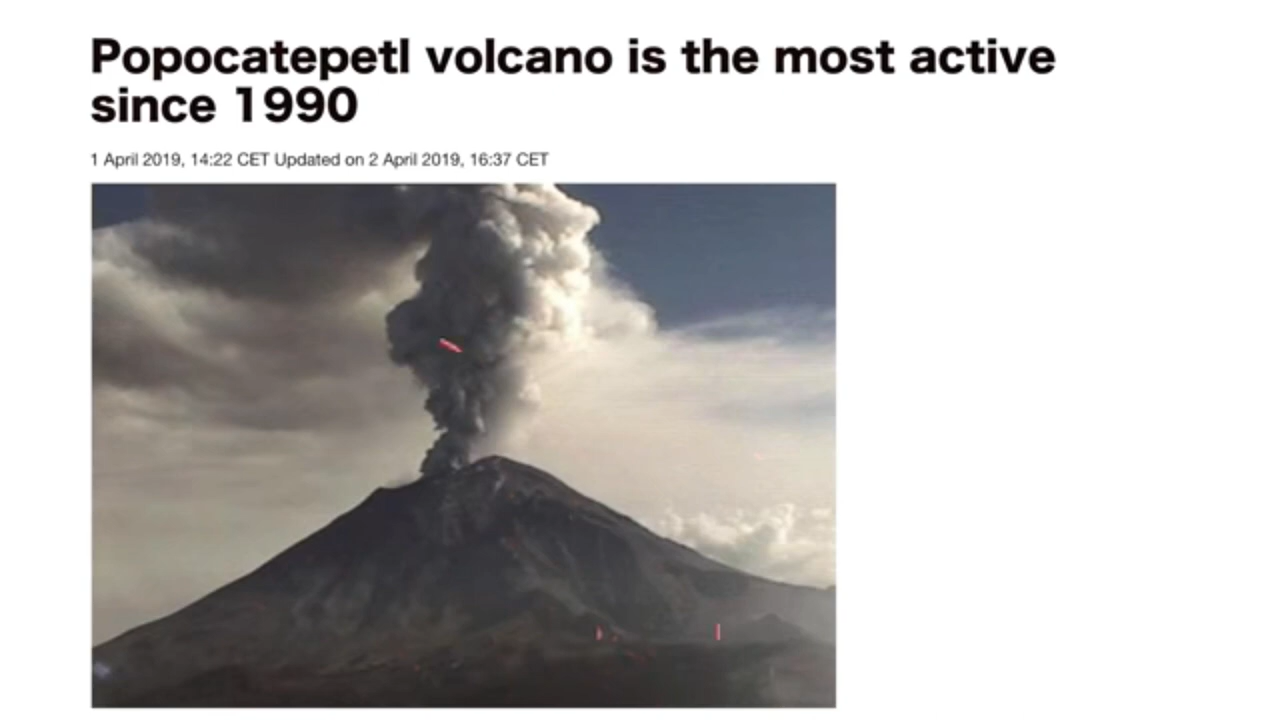 Popocatepetl volcano is the most active
since 1990
1 April 2019, 14:22 CET Updated on 2 April 2019, 16:37 CET